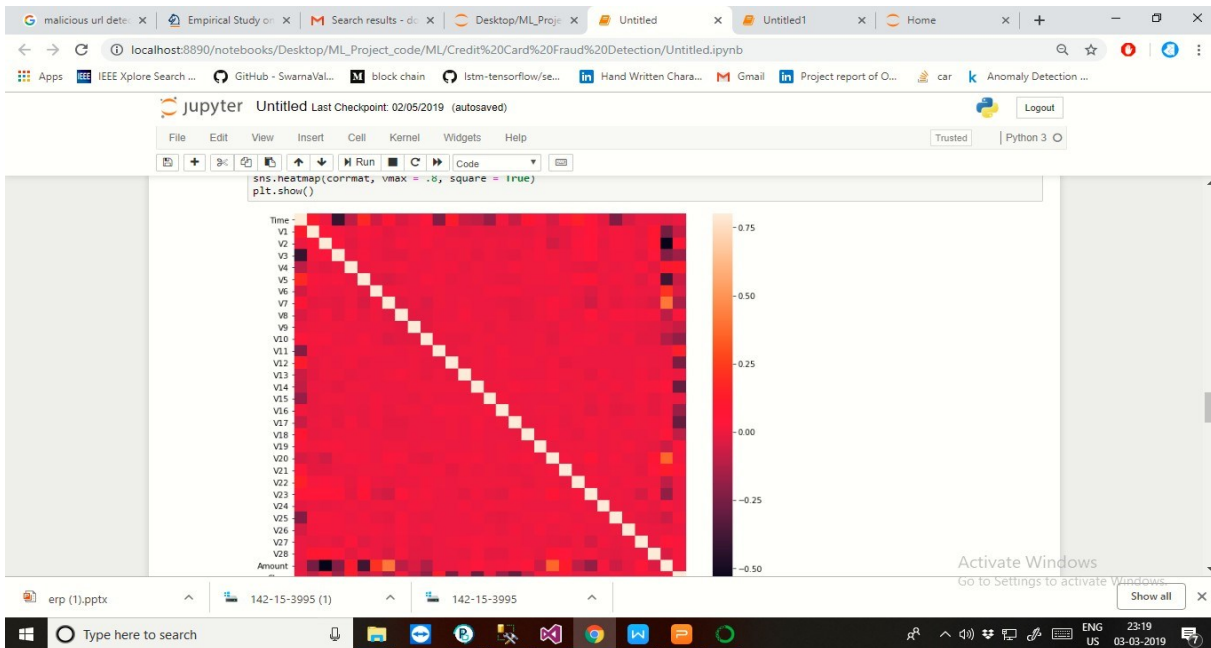 malicious url detec
Empirical Study on
Search results - do
Desktop/ML_Proje
Untitled
Untitled1
Home
localhost:8890/notebooks/Desktop/ML_Project_code/ML/Credit%20Card%20Fraud%20Detection/Untitled.ipynb
Apps
IEEE
IEEE Xplore Search ...
GitHub - SwarnaVal...
block chain
lstm-tensorflow/se...
Hand Written Chara...
Gmail
Project report of O...
car
Anomaly Detection ...
jupyter Untitled Last Checkpoint: 02/05/2019 (autosaved)
Logout
File Edit View Insert Cell Kernel Widgets Help
Trusted
Python 3
Run
Code
sns.heatmap(corrmat, vmax = .8, square = True)
plt.show()
Time
V1
V2
V3
V4
V5
V6
V7
V8
V9
V10
V11
V12
V13
V14
V15
V16
V17
V18
V19
V20
V21
V22
V23
V24
V25
V26
V27
V28
Amount
0.75
0.50
0.25
0.00
−0.25
−0.50
Activate Windows
Go to Settings to activate Windows.
erp (1).pptx
142-15-3995 (1)
142-15-3995
Show all
Type here to search
ENG
US
23:19
03-03-2019